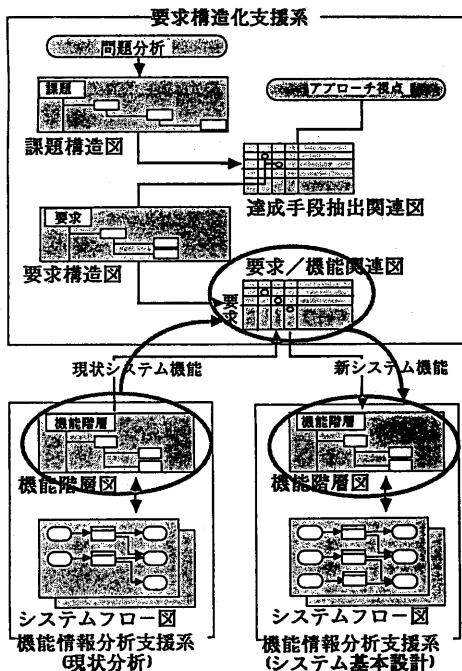 要求構造化支援系
問題分析
課題
アプローチ視点
課題構造図
達成手段抽出関連図
要求
要求構造図
要求／機能関連図
要求
現状システム機能
新システム機能
機能階層
機能階層
機能階層図
機能階層図
システムフロー図
システムフロー図
機能情報分析支援系
(現状分析)
機能情報分析支援系
(システム基本設計)